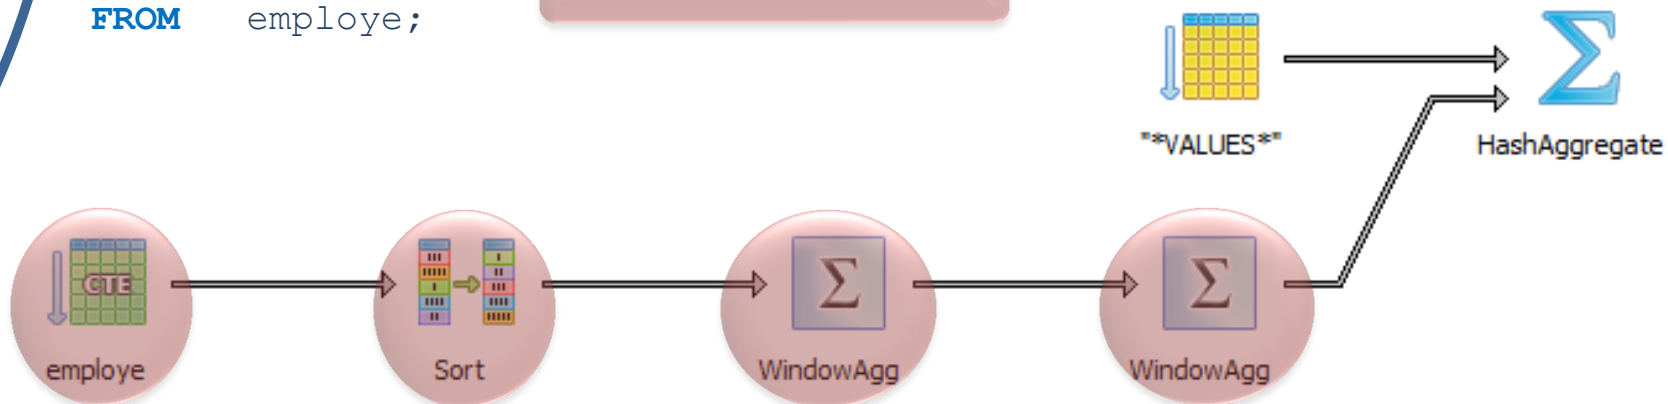 FROM employe;
"*VALUES*"
HashAggregate
CTE
employe
Sort
WindowAgg
WindowAgg